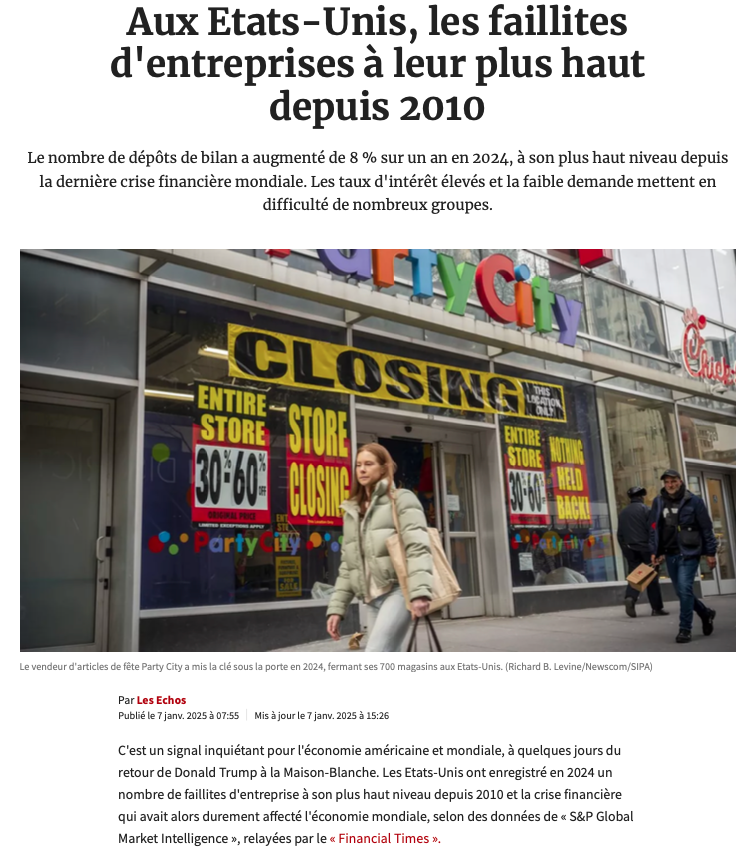 Aux Etats-Unis, les faillites
d'entreprises à leur plus haut
depuis 2010
Le nombre de dépôts de bilan a augmenté de 8 % sur un an en 2024, à son plus haut niveau depuis
la dernière crise financière mondiale. Les taux d'intérêt élevés et la faible demande mettent en
difficulté de nombreux groupes.
PartyCity
CLOSING
THIS
LOCATION
ONLY
ENTIRE
STORE
30%-60%
OFF
ORIGINAL PRICE
LIMITED EXCEPTIONS APPLY
STORE
CLOSING
ENTIRE
STORE
30%-60%
NOTHING
HELD
BACK!
PartyCity
Le vendeur d'articles de fête Party City a mis la clé sous la porte en 2024, fermant ses 700 magasins aux Etats-Unis. (Richard B. Levine/Newscom/SIPA)
Par Les Echos
Publié le 7 janv. 2025 à 07:55 Mis à jour le 7 janv. 2025 à 15:26
C'est un signal inquiétant pour l'économie américaine et mondiale, à quelques jours du
retour de Donald Trump à la Maison-Blanche. Les Etats-Unis ont enregistré en 2024 un
nombre de faillites d'entreprise à son plus haut niveau depuis 2010 et la crise financière
qui avait alors durement affecté l'économie mondiale, selon des données de « S&P Global
Market Intelligence », relayées par le « Financial Times ».